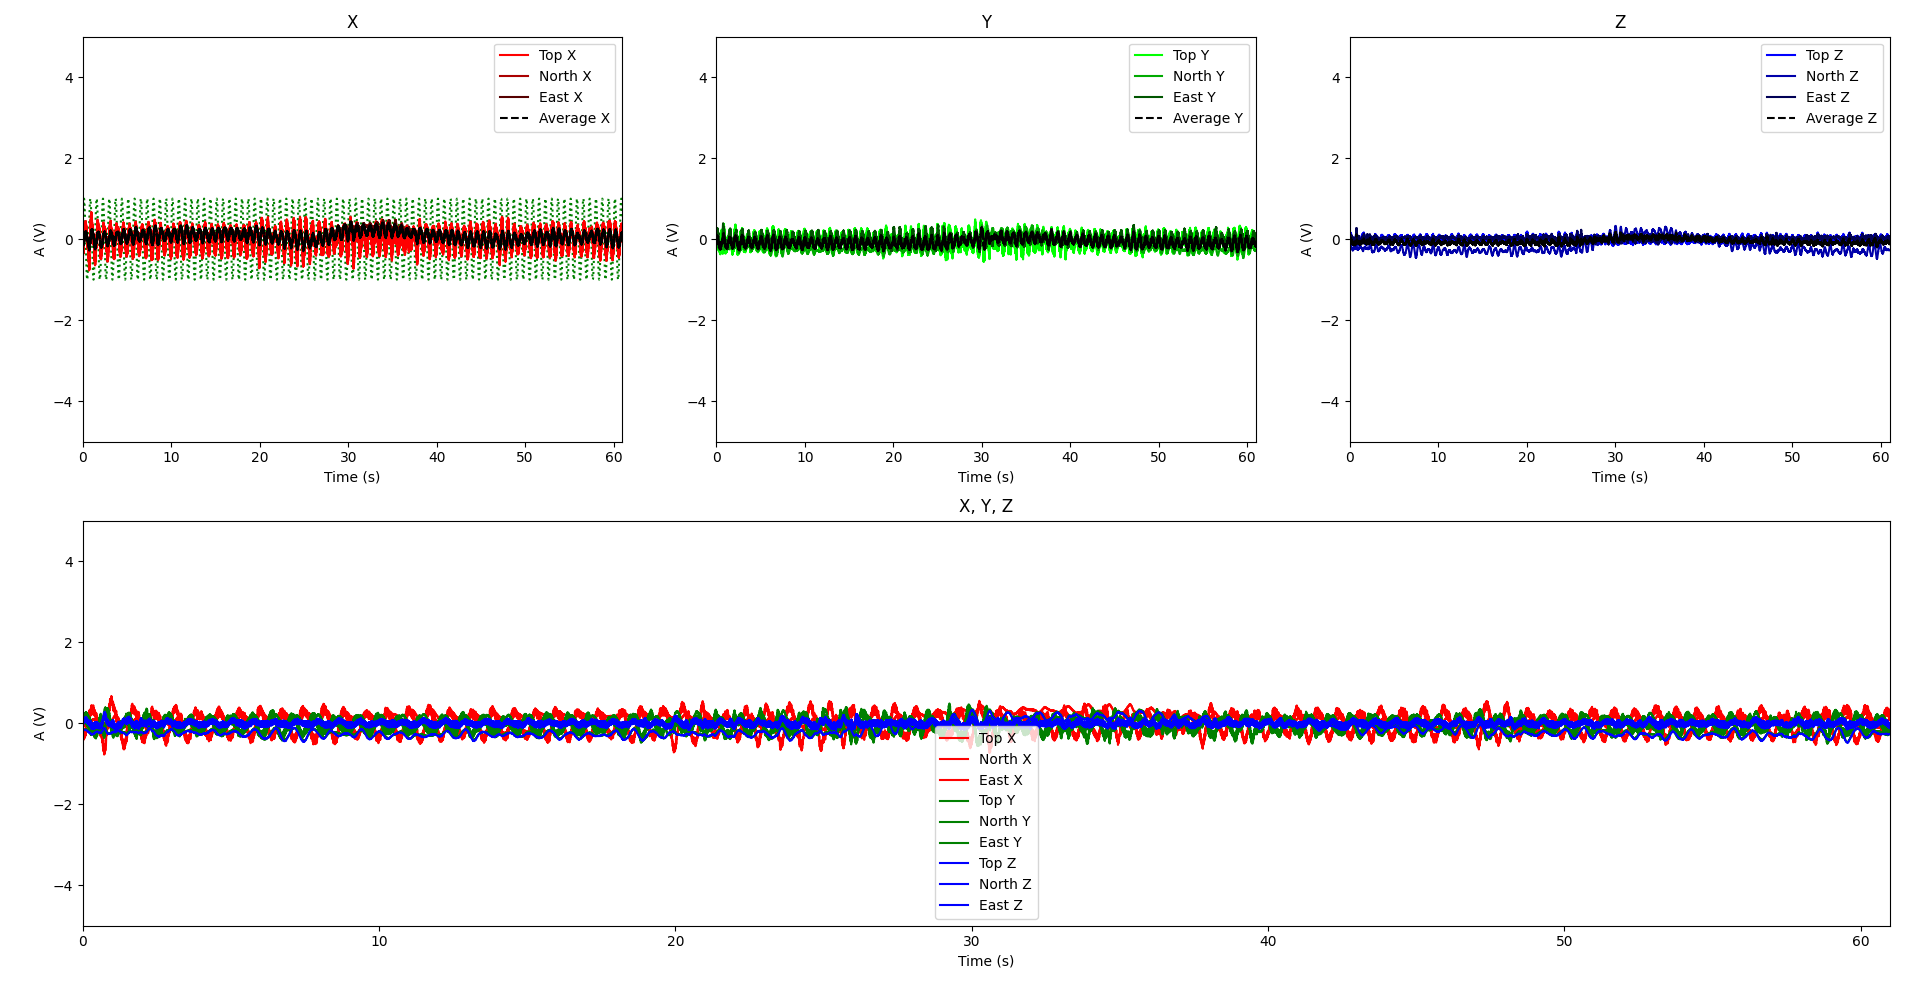 X
Top X
North X
East X
Average X
4
2
0
−2
−4
A (V)
0 10 20 30 40 50 60
Time (s)
Y
Top Y
North Y
East Y
Average Y
4
2
0
−2
−4
A (V)
0 10 20 30 40 50 60
Time (s)
Z
Top Z
North Z
East Z
Average Z
4
2
0
−2
−4
A (V)
0 10 20 30 40 50 60
Time (s)
X, Y, Z
4
2
0
−2
−4
A (V)
Top X
North X
East X
Top Y
North Y
East Y
Top Z
North Z
East Z
0 10 20 30 40 50 60
Time (s)